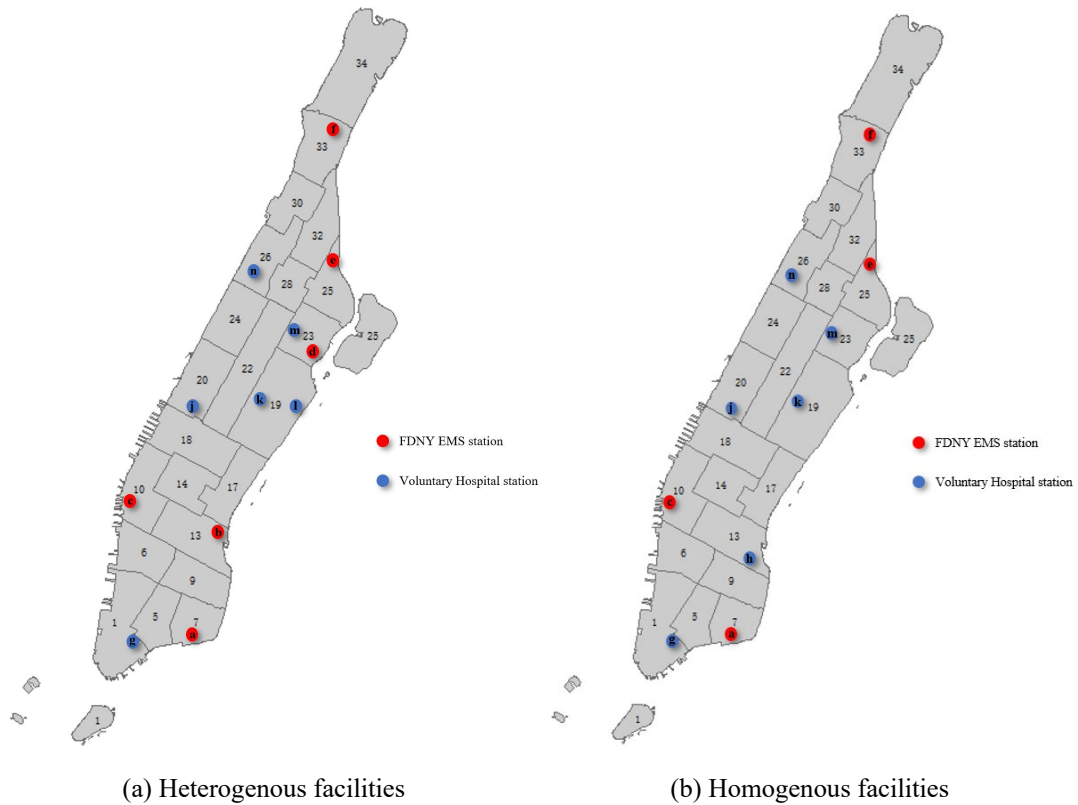 34
f
33
30
32
e
26
n
28
25
m
23
d
25
24
22
20
j
k
19
l
18
14
17
10
c
13
b
6
9
1
5
7
g
a
1
FDNY EMS station
Voluntary Hospital station
(a) Heterogenous facilities
34
f
33
30
32
e
26
n
28
25
m
23
25
24
22
20
j
k
19
18
14
17
10
c
13
h
6
9
1
5
7
g
a
1
FDNY EMS station
Voluntary Hospital station
(b) Homogenous facilities